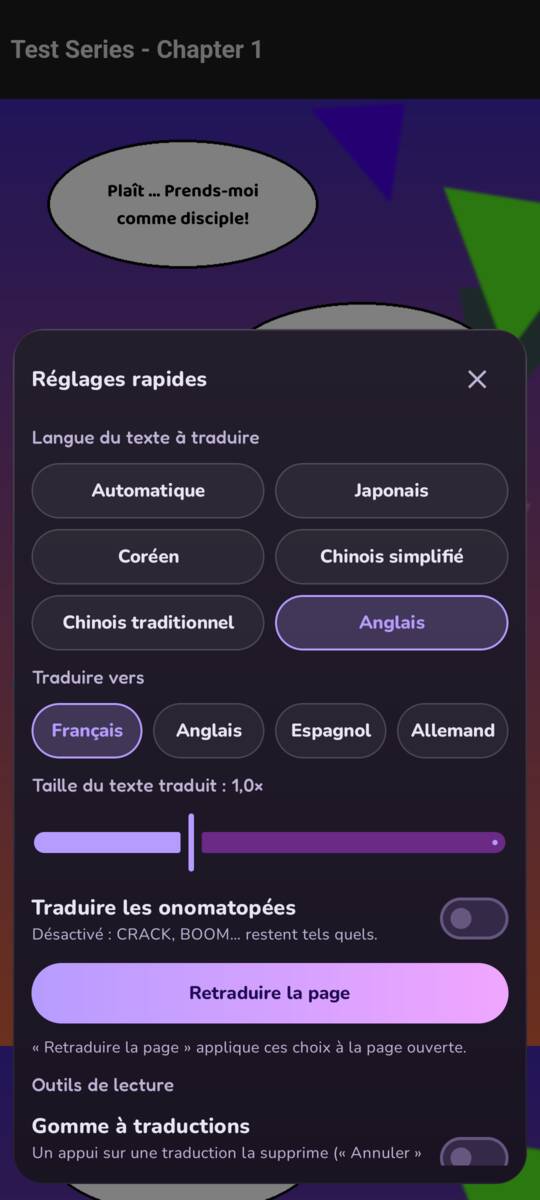 Test Series - Chapter 1
Plaît ... Prends-moi
comme disciple!
Réglages rapides
Langue du texte à traduire
Automatique
Japonais
Coréen
Chinois simplifié
Chinois traditionnel
Anglais
Traduire vers
Français
Anglais
Espagnol
Allemand
Taille du texte traduit : 1,0×
Traduire les onomatopées
Désactivé : CRACK, BOOM… restent tels quels.
Retraduire la page
« Retraduire la page » applique ces choix à la page ouverte.
Outils de lecture
Gomme à traductions
Un appui sur une traduction la supprime (« Annuler »